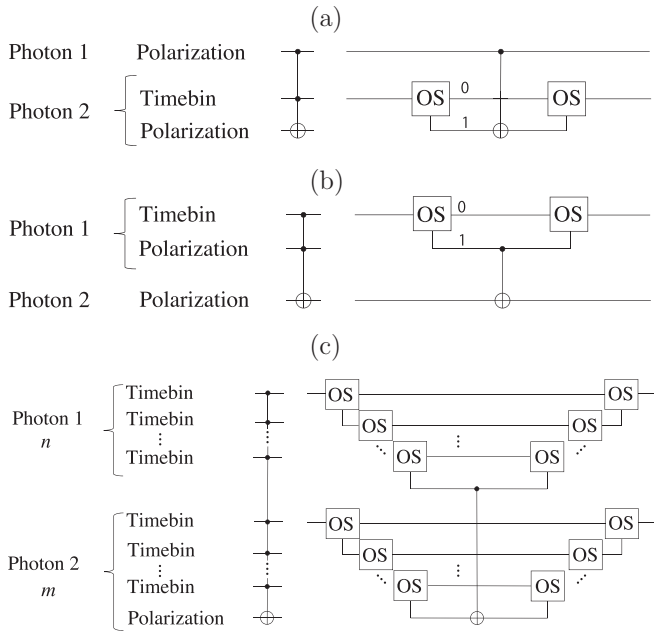 (a)
Photon 1 Polarization
Photon 2 Timebin OS 0 OS
Polarization 1
(b)
Photon 1 Timebin OS 0 OS
Polarization 1
Photon 2 Polarization
(c)
Photon 1 n
Timebin OS OS
Timebin OS OS
⋮ ⋱ ⋮ ⋰
Timebin OS OS
Photon 2 m
Timebin OS OS
Timebin OS OS
⋮ ⋱ ⋮ ⋰
Timebin OS OS
Polarization